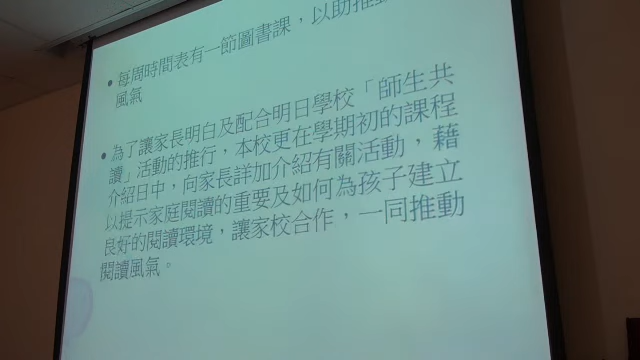 • 每周時間表有一節圖書課，以助推
風氣
• 為了讓家長明白及配合明日學校「師生共
讀」活動的推行，本校更在學期初的課程
介紹日中，向家長詳加介紹有關活動，藉
以提示家庭閱讀的重要及如何為孩子建立
良好的閱讀環境，讓家校合作，一同推動
閱讀風氣。